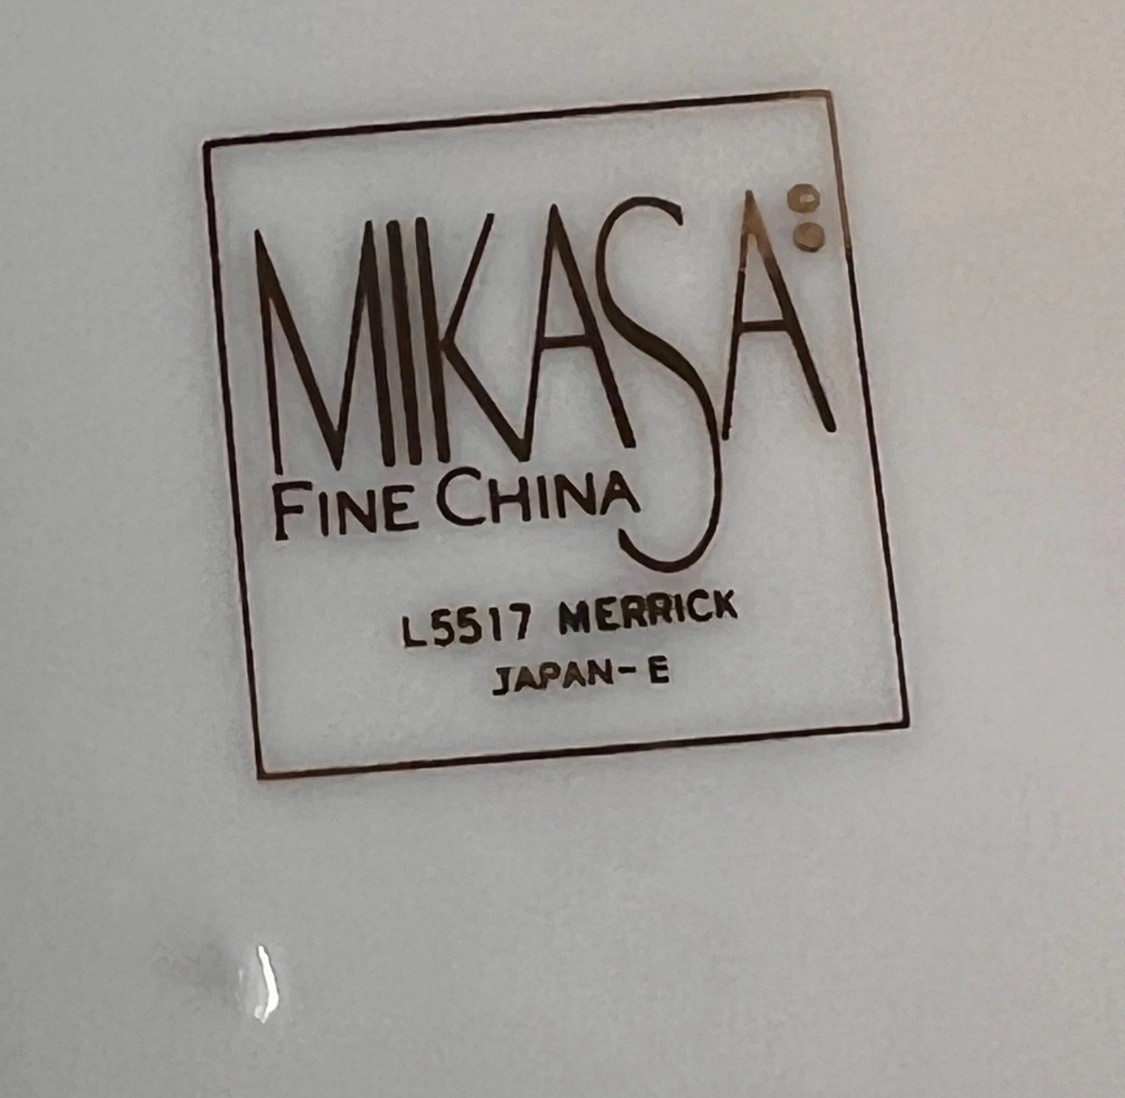 MIKASA
FINE CHINA
L5517 MERRICK
JAPAN-E